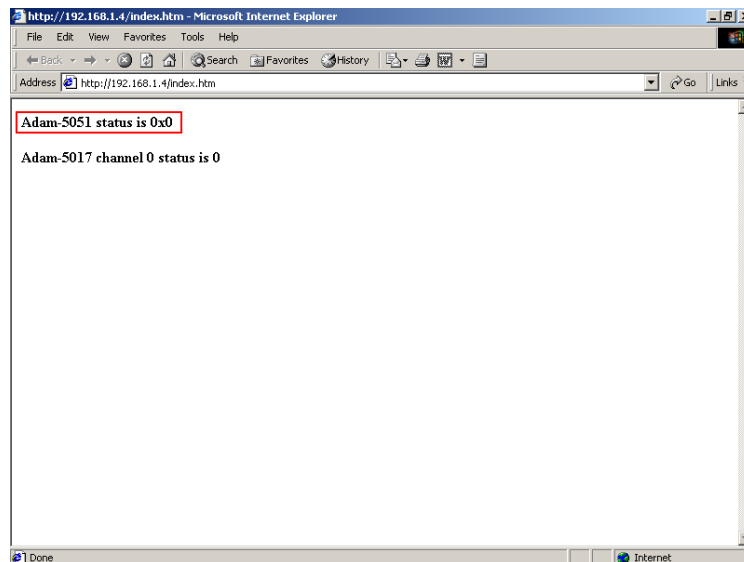 http://192.168.1.4/index.htm - Microsoft Internet Explorer
File Edit View Favorites Tools Help
Back Search Favorites History
Address http://192.168.1.4/index.htm Go Links
Adam-5051 status is 0x0
Adam-5017 channel 0 status is 0
Done Internet